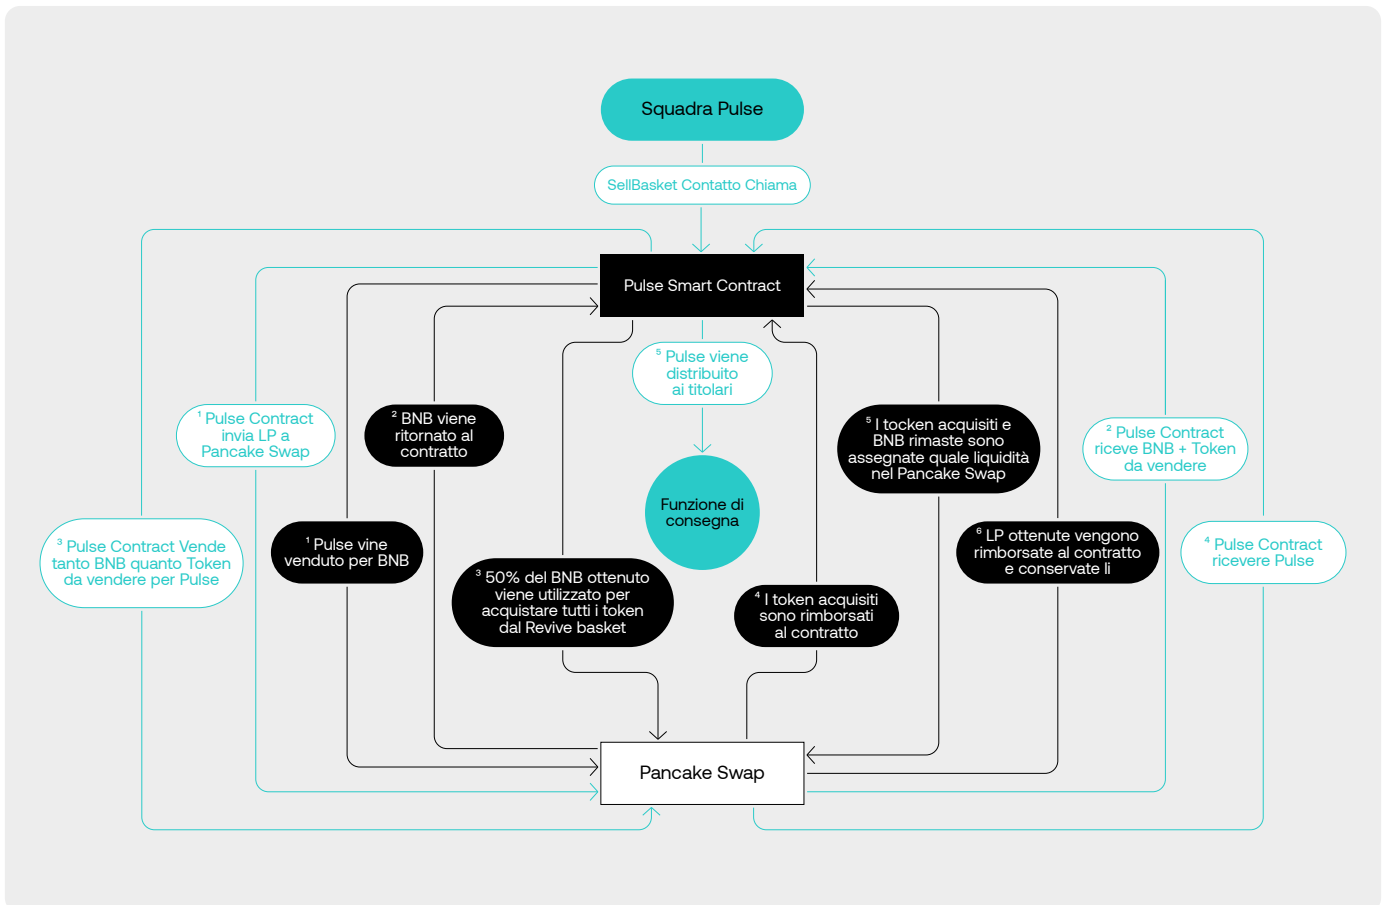 Squadra Pulse
SellBasket Contatto Chiama
Pulse Smart Contract
⁵ Pulse viene
distribuito
ai titolari
¹ Pulse Contract
invia LP a
Pancake Swap
² BNB viene
ritornato al
contratto
⁵ I tocken acquisiti e
BNB rimaste sono
assegnate quale liquidità
nel Pancake Swap
² Pulse Contract
riceve BNB + Token
da vendere
Funzione di
consegna
³ Pulse Contract Vende
tanto BNB quanto Token
da vendere per Pulse
¹ Pulse vine
venduto per BNB
⁶ LP ottenute vengono
rimborsate al contratto
e conservate li
⁴ Pulse Contract
ricevere Pulse
³ 50% del BNB ottenuto
viene utilizzato per
acquistare tutti i token
dal Revive basket
⁴ I token acquisiti
sono rimborsati
al contratto
Pancake Swap